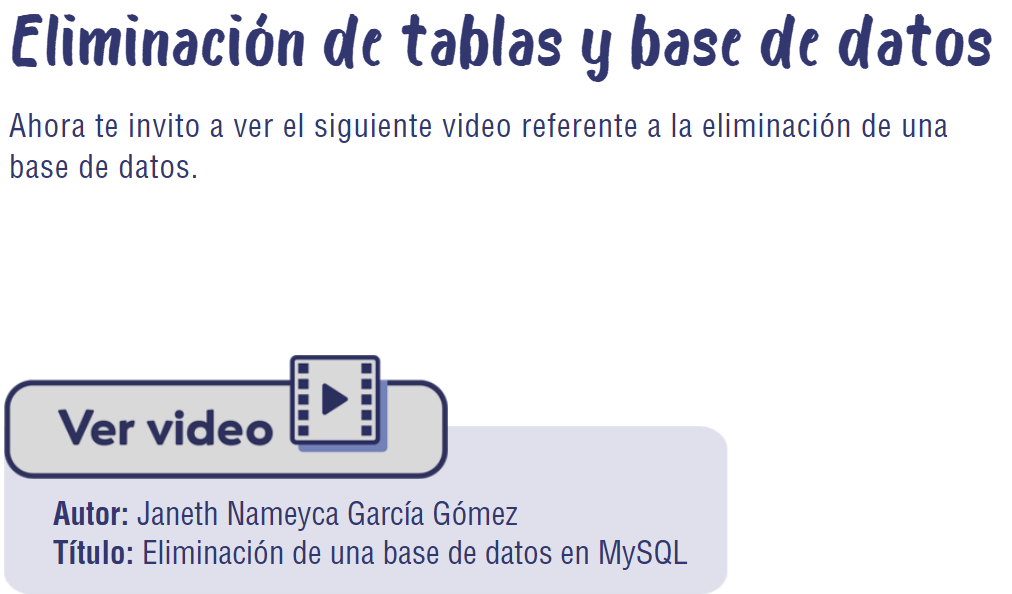 Eliminación de tablas y base de datos
Ahora te invito a ver el siguiente video referente a la eliminación de una
base de datos.
Ver video
Autor: Janeth Nameyca García Gómez
Título: Eliminación de una base de datos en MySQL